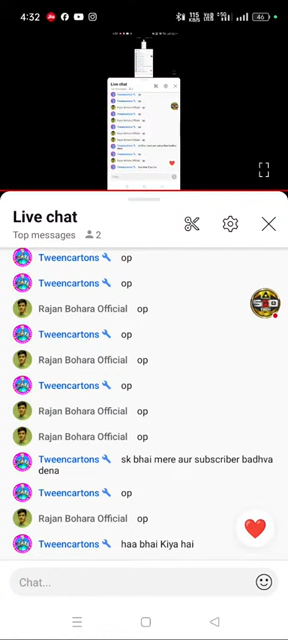 4:32
46
Live chat
Top messages 2
Tweencartons op
Tweencartons op
Rajan Bohara Official op
Tweencartons op
Rajan Bohara Official op
Tweencartons op
Rajan Bohara Official op
Rajan Bohara Official op
Tweencartons sk bhai mere aur subscriber badhva
dena
Tweencartons op
Rajan Bohara Official op
Tweencartons haa bhai Kiya hai
Chat...